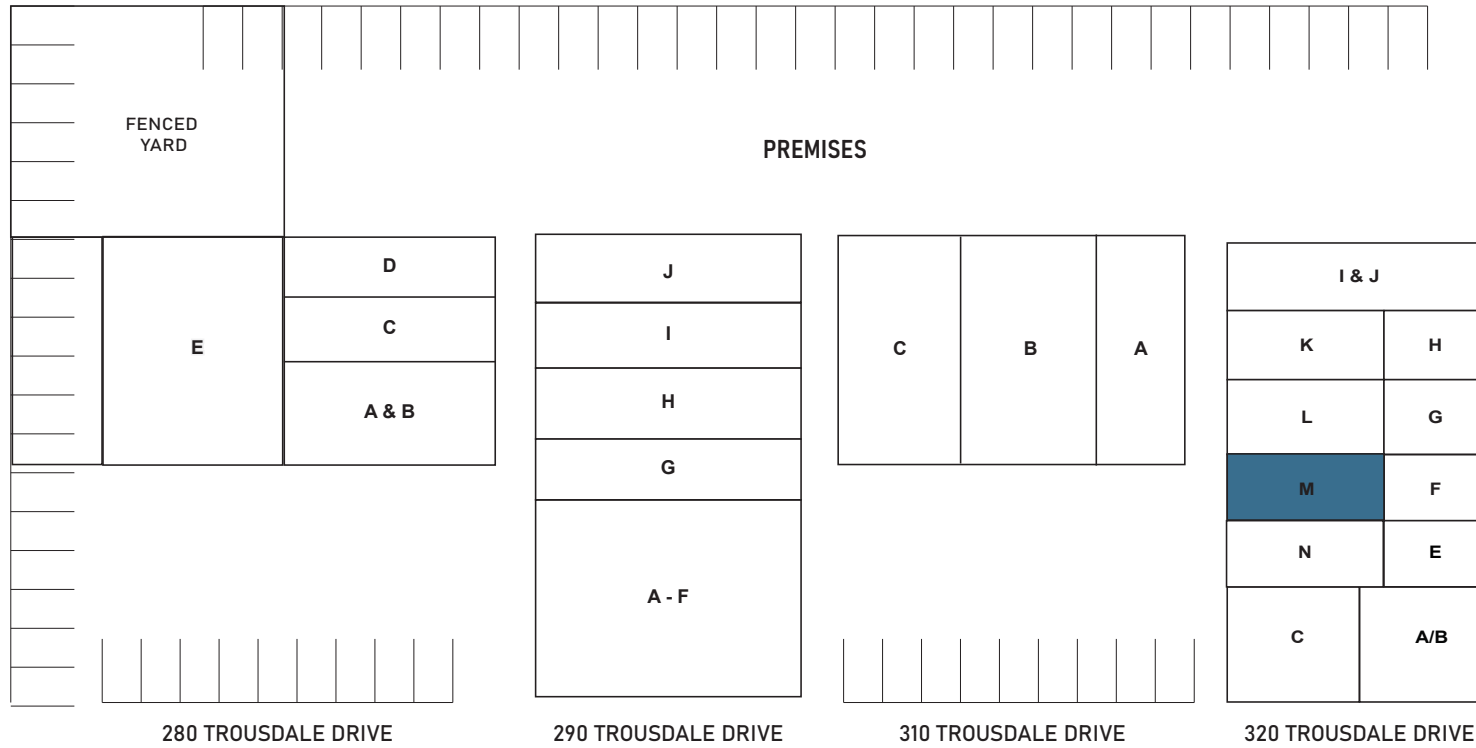 FENCED
YARD
PREMISES
D
C
E
A & B
J
I
H
G
A - F
C
B
A
I & J
K
H
L
G
M
F
N
E
C
A/B
280 TROUSDALE DRIVE
290 TROUSDALE DRIVE
310 TROUSDALE DRIVE
320 TROUSDALE DRIVE